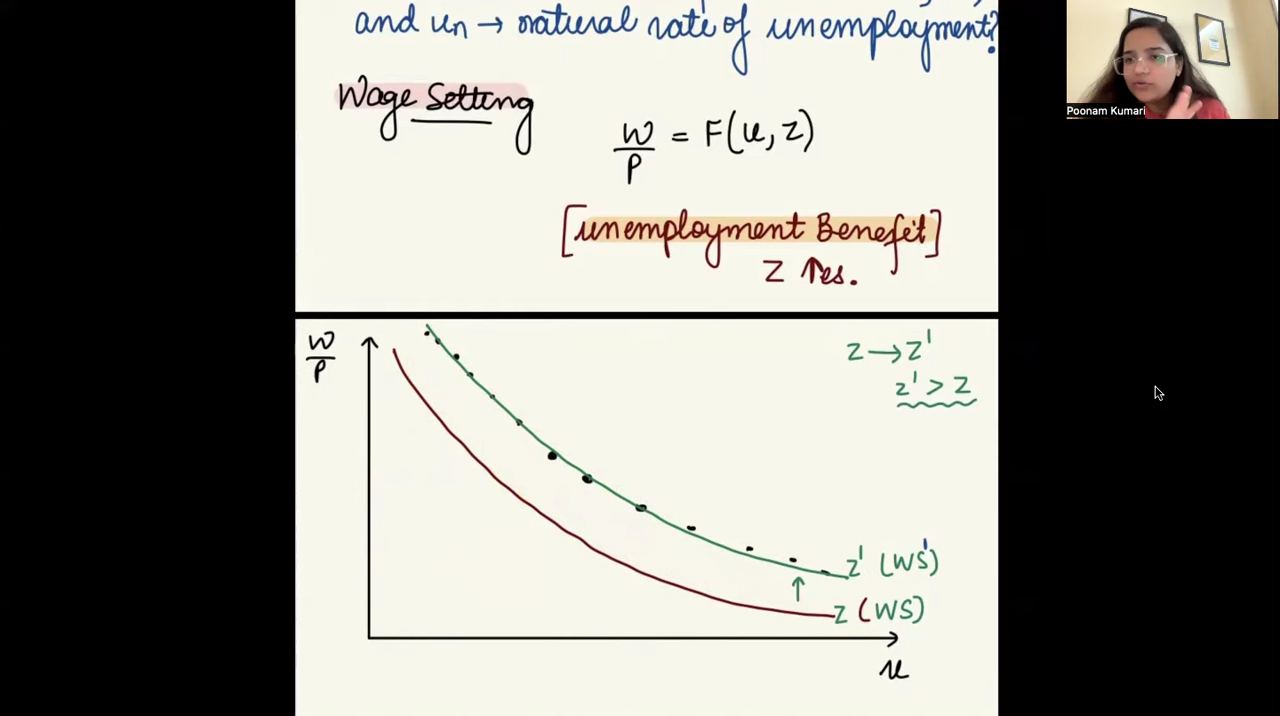 and un → natural rate of unemployment?
Poonam Kumari
Wage Setting
W/P = F(u, z)
[unemployment Benefit]
Z ↑es.
W/P
z → z'
z' > z
z' (WS')
↑
z (WS)
u